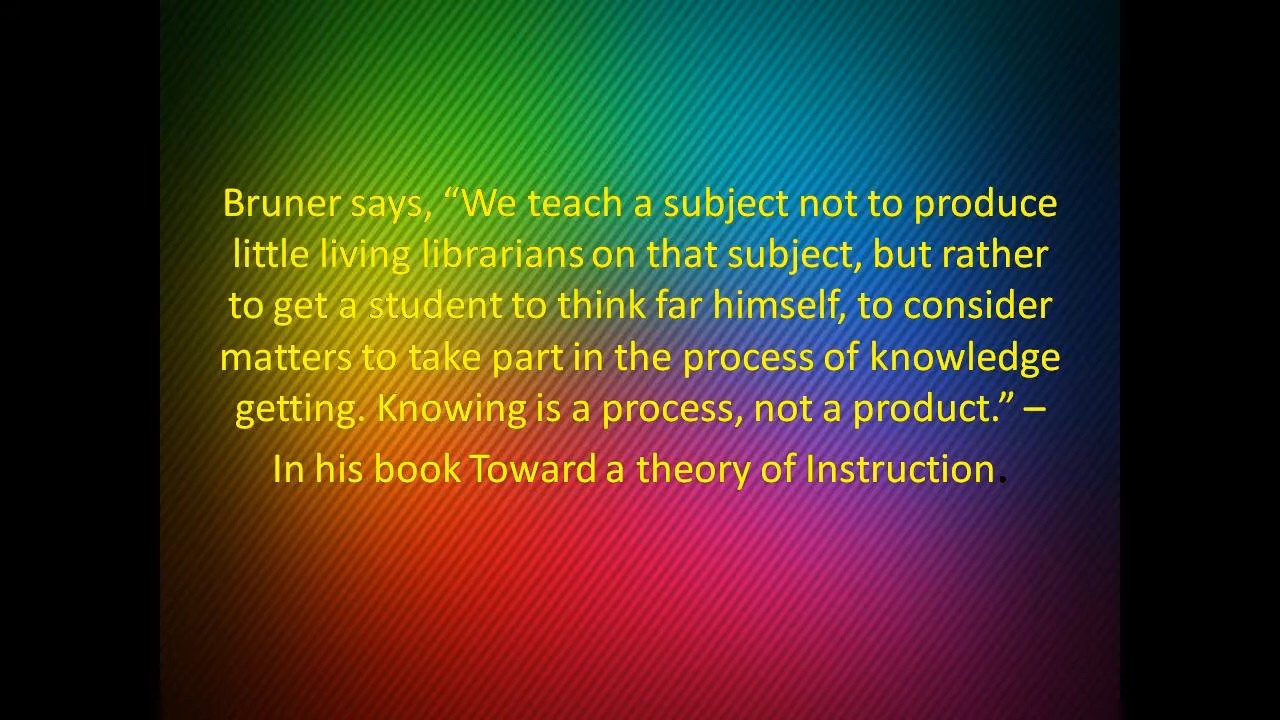 Bruner says, “We teach a subject not to produce
little living librarians on that subject, but rather
to get a student to think far himself, to consider
matters to take part in the process of knowledge
getting. Knowing is a process, not a product.” –
In his book Toward a theory of Instruction.